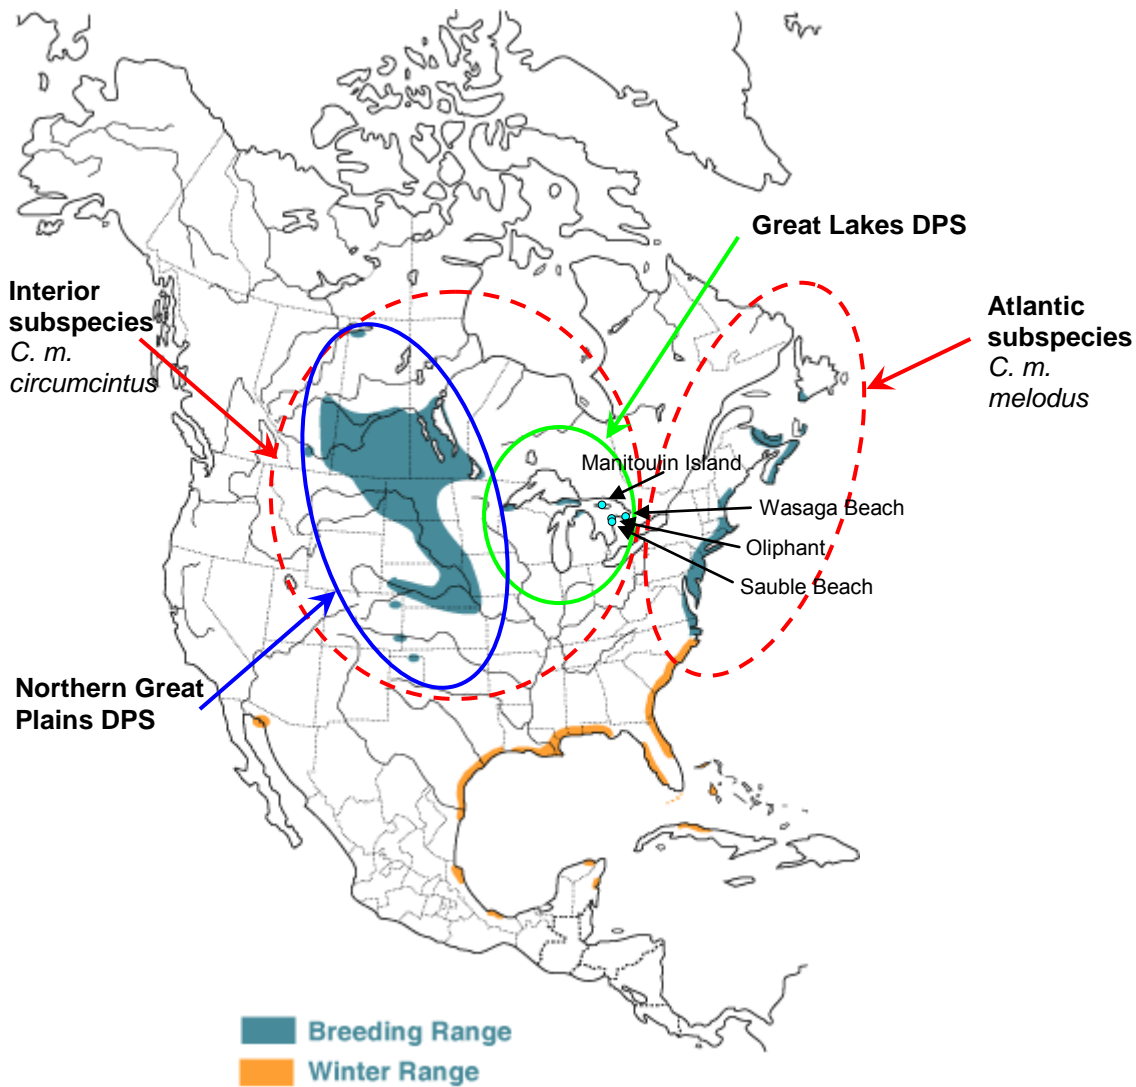 Great Lakes DPS
Interior
subspecies
C. m.
circumcintus
Atlantic
subspecies
C. m.
melodus
Manitoulin Island
Wasaga Beach
Oliphant
Sauble Beach
Northern Great
Plains DPS
Breeding Range
Winter Range